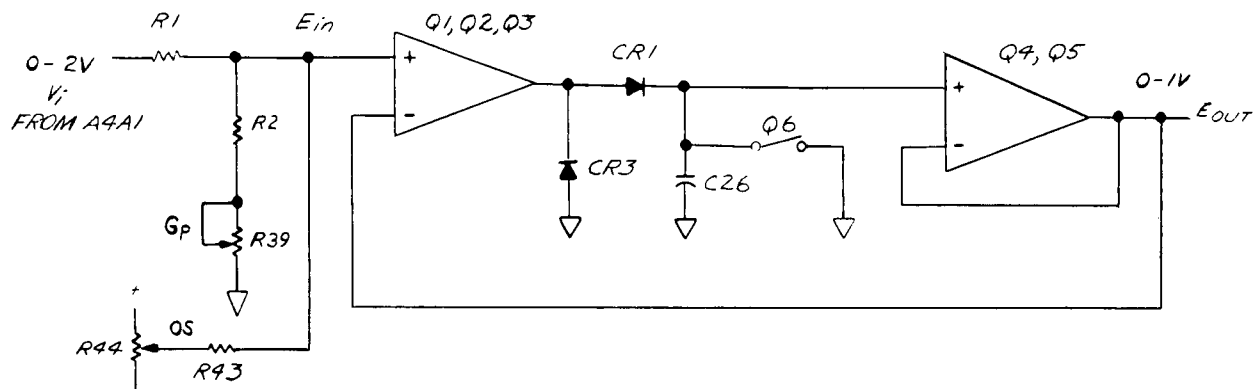 R1
Ein
Q1, Q2, Q3
CR1
Q4, Q5
0-2V
Vi
FROM A4A1
0-1V
EOUT
+
-
+
-
R2
Q6
CR3
C26
GP
R39
+
OS
R44
R43